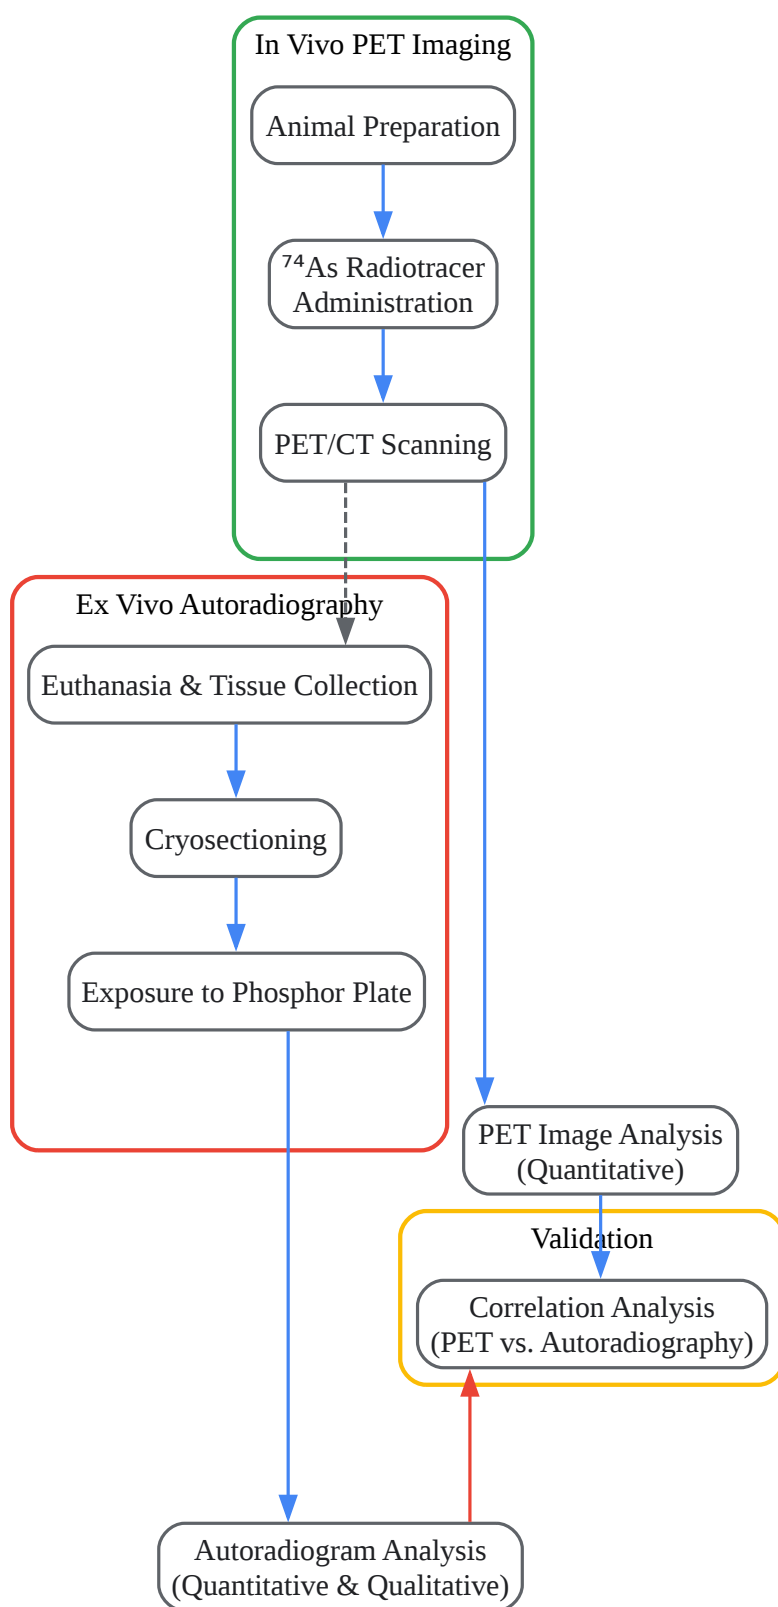 In Vivo PET Imaging
Animal Preparation
⁷⁴As Radiotracer
Administration
PET/CT Scanning
Ex Vivo Autoradiography
Euthanasia & Tissue Collection
Cryosectioning
Exposure to Phosphor Plate
PET Image Analysis
(Quantitative)
Validation
Correlation Analysis
(PET vs. Autoradiography)
Autoradiogram Analysis
(Quantitative & Qualitative)